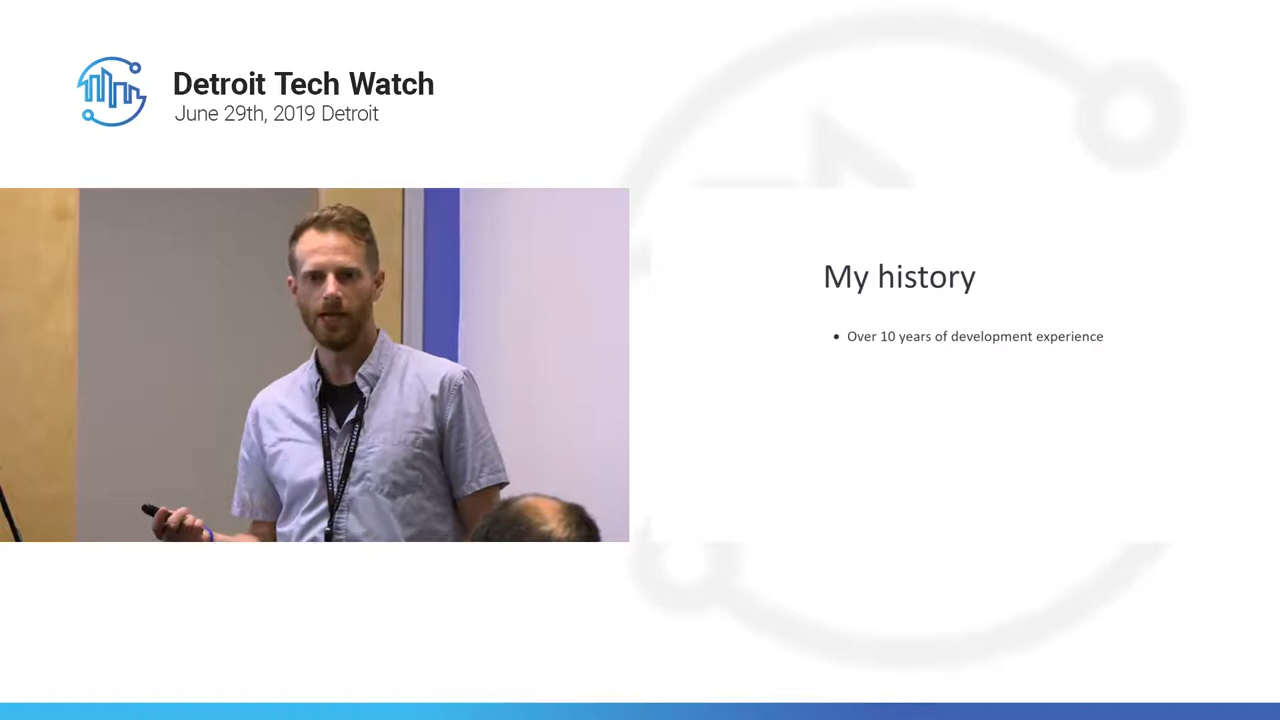 Detroit Tech Watch
June 29th, 2019 Detroit
My history
• Over 10 years of development experience